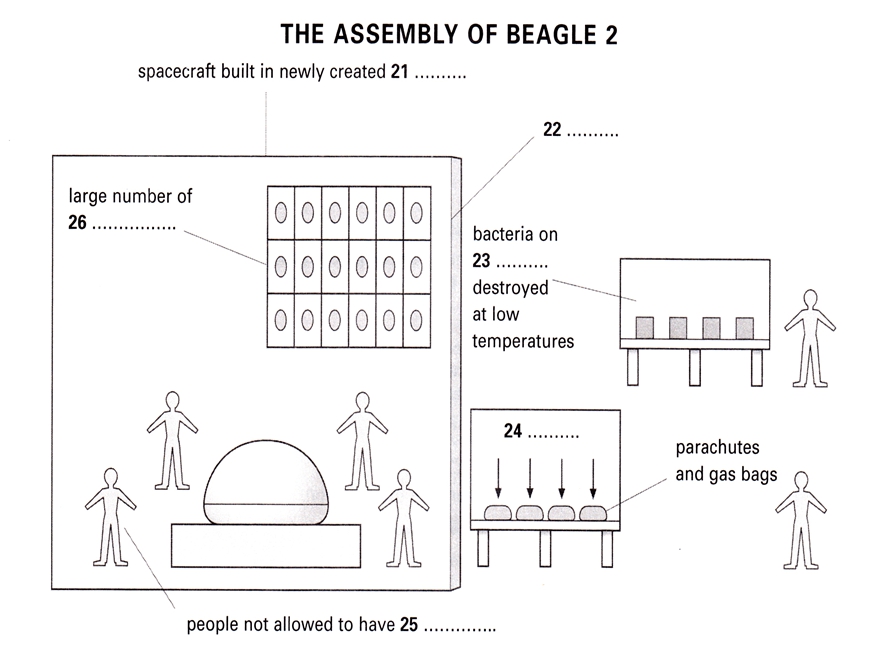 THE ASSEMBLY OF BEAGLE 2
spacecraft built in newly created 21 ..........
22 ..........
large number of
26 ................
bacteria on
23 ..........
destroyed
at low
temperatures
24 ..........
parachutes
and gas bags
people not allowed to have 25 ..............